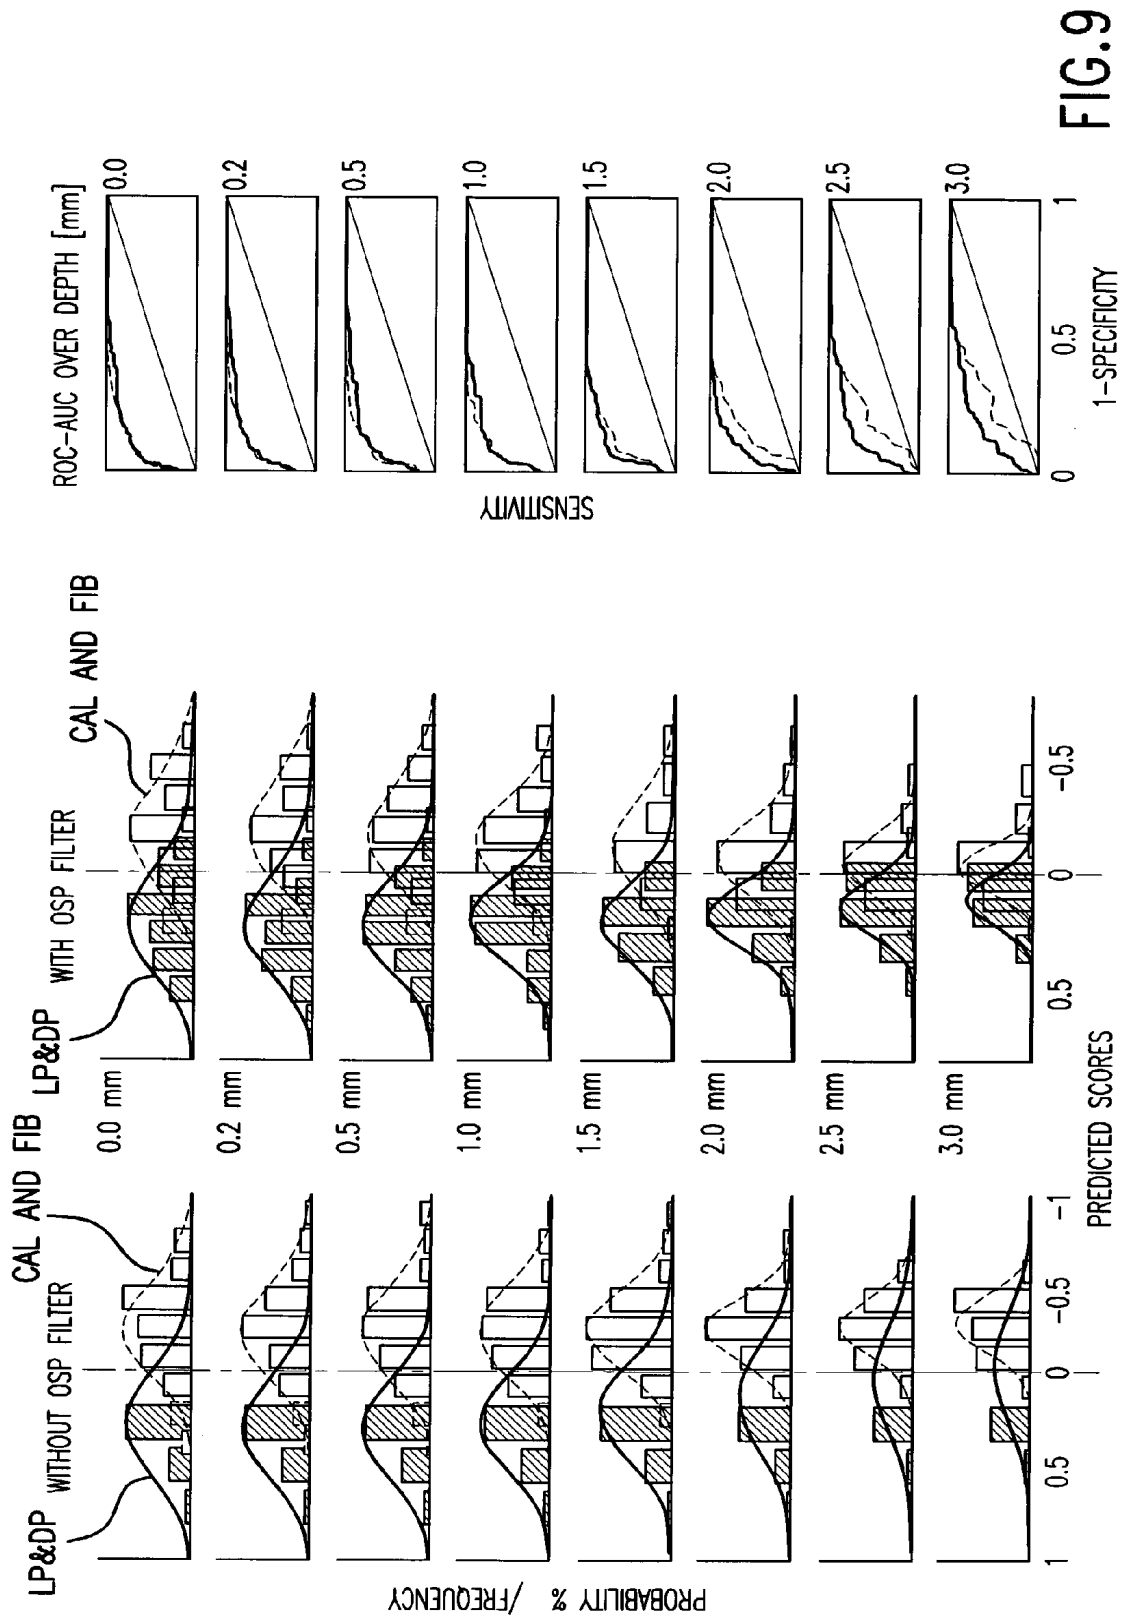 LP&DP
CAL AND FIB
WITHOUT OSP FILTER
LP&DP
CAL AND FIB
WITH OSP FILTER
ROC-AUC OVER DEPTH [mm]
0.0 mm
0.0
0.2 mm
0.2
0.5 mm
0.5
1.0 mm
1.0
1.5 mm
1.5
2.0 mm
2.0
2.5 mm
2.5
3.0 mm
3.0
PROBABILITY % /FREQUENCY
SENSITIVITY
1 0.5 0 -0.5 -1
0.5 0 -0.5
0 0.5 1
PREDICTED SCORES
1-SPECIFICITY
FIG.9